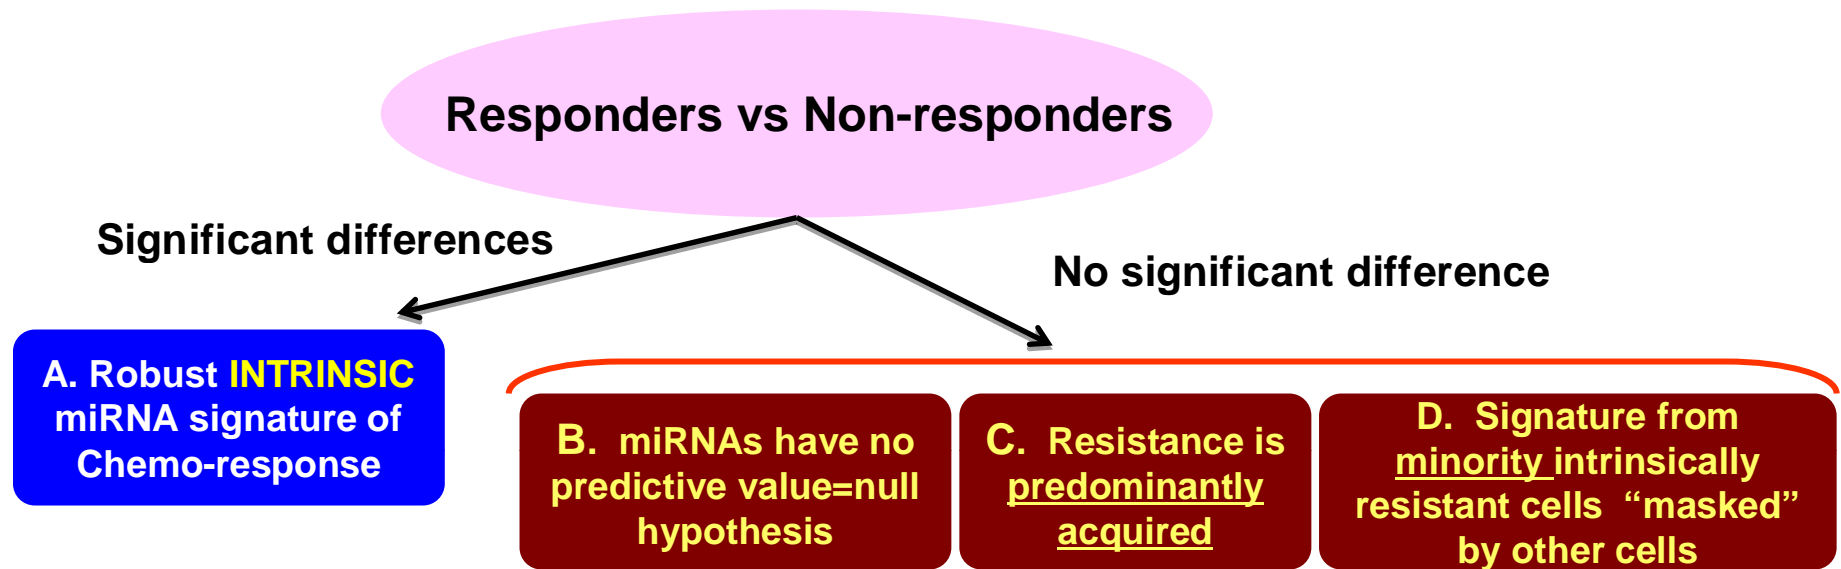 Responders vs Non-responders
Significant differences
No significant difference
A. Robust INTRINSIC
miRNA signature of
Chemo-response
B. miRNAs have no
predictive value=null
hypothesis
C. Resistance is
predominantly
acquired
D. Signature from
minority intrinsically
resistant cells “masked”
by other cells